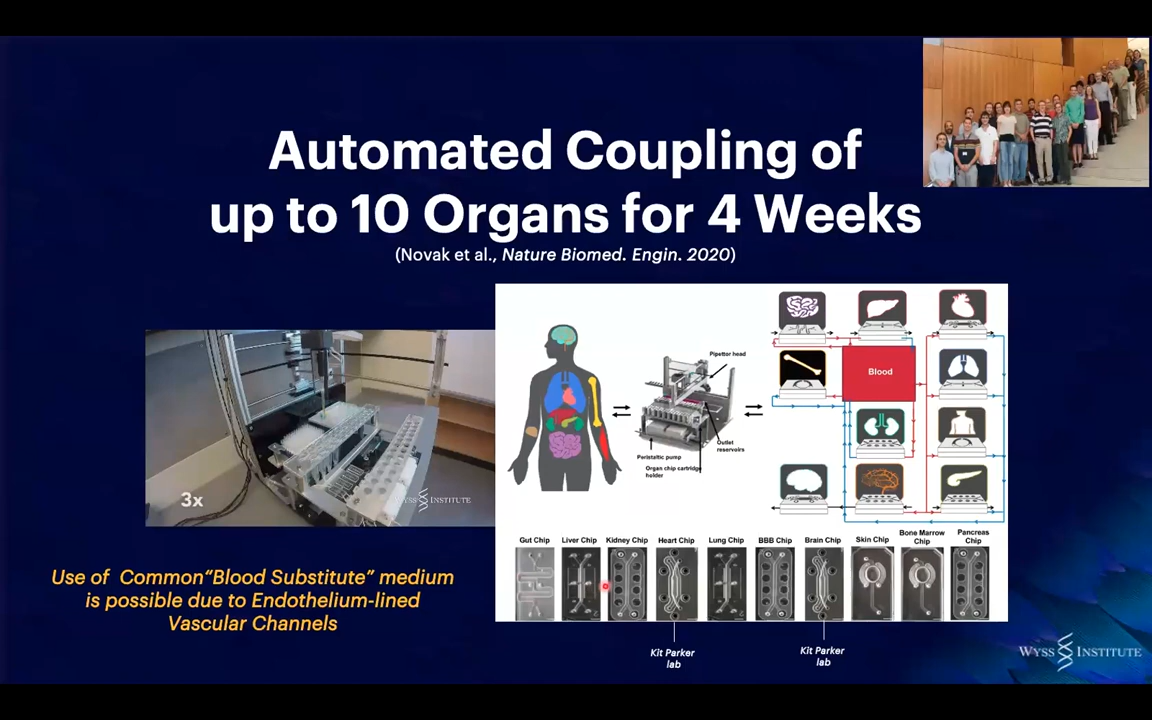 Automated Coupling of
up to 10 Organs for 4 Weeks
(Novak et al., Nature Biomed. Engin. 2020)
3x
WYSS INSTITUTE
Use of Common“Blood Substitute” medium
is possible due to Endothelium-lined
Vascular Channels
Pipettor head
Outlet
reservoirs
Peristaltic pump
Organ chip cartridge
holder
Blood
Gut Chip
Liver Chip
Kidney Chip
Heart Chip
Lung Chip
BBB Chip
Brain Chip
Skin Chip
Bone Marrow
Chip
Pancreas
Chip
Kit Parker
lab
Kit Parker
lab
WYSS INSTITUTE